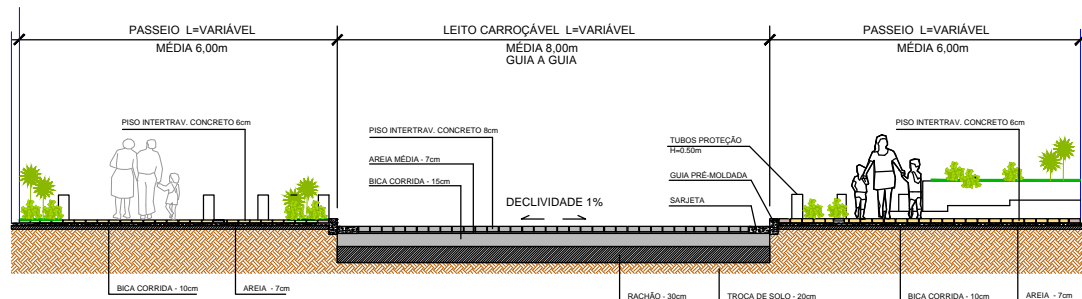 PASSEIO L=VARIÁVEL
MÉDIA 6,00m
LEITO CARROÇÁVEL L=VARIÁVEL
MÉDIA 8,00m
GUIA A GUIA
PASSEIO L=VARIÁVEL
MÉDIA 6,00m
PISO INTERTRAV. CONCRETO 6cm
PISO INTERTRAV. CONCRETO 8cm
AREIA MÉDIA - 7cm
BICA CORRIDA - 15cm
DECLIVIDADE 1%
TUBOS PROTEÇÃO
H=0.50m
GUIA PRÉ-MOLDADA
SARJETA
PISO INTERTRAV. CONCRETO 6cm
BICA CORRIDA - 10cm
AREIA - 7cm
RACHÃO - 30cm
TROCA DE SOLO - 20cm
BICA CORRIDA - 10cm
AREIA - 7cm